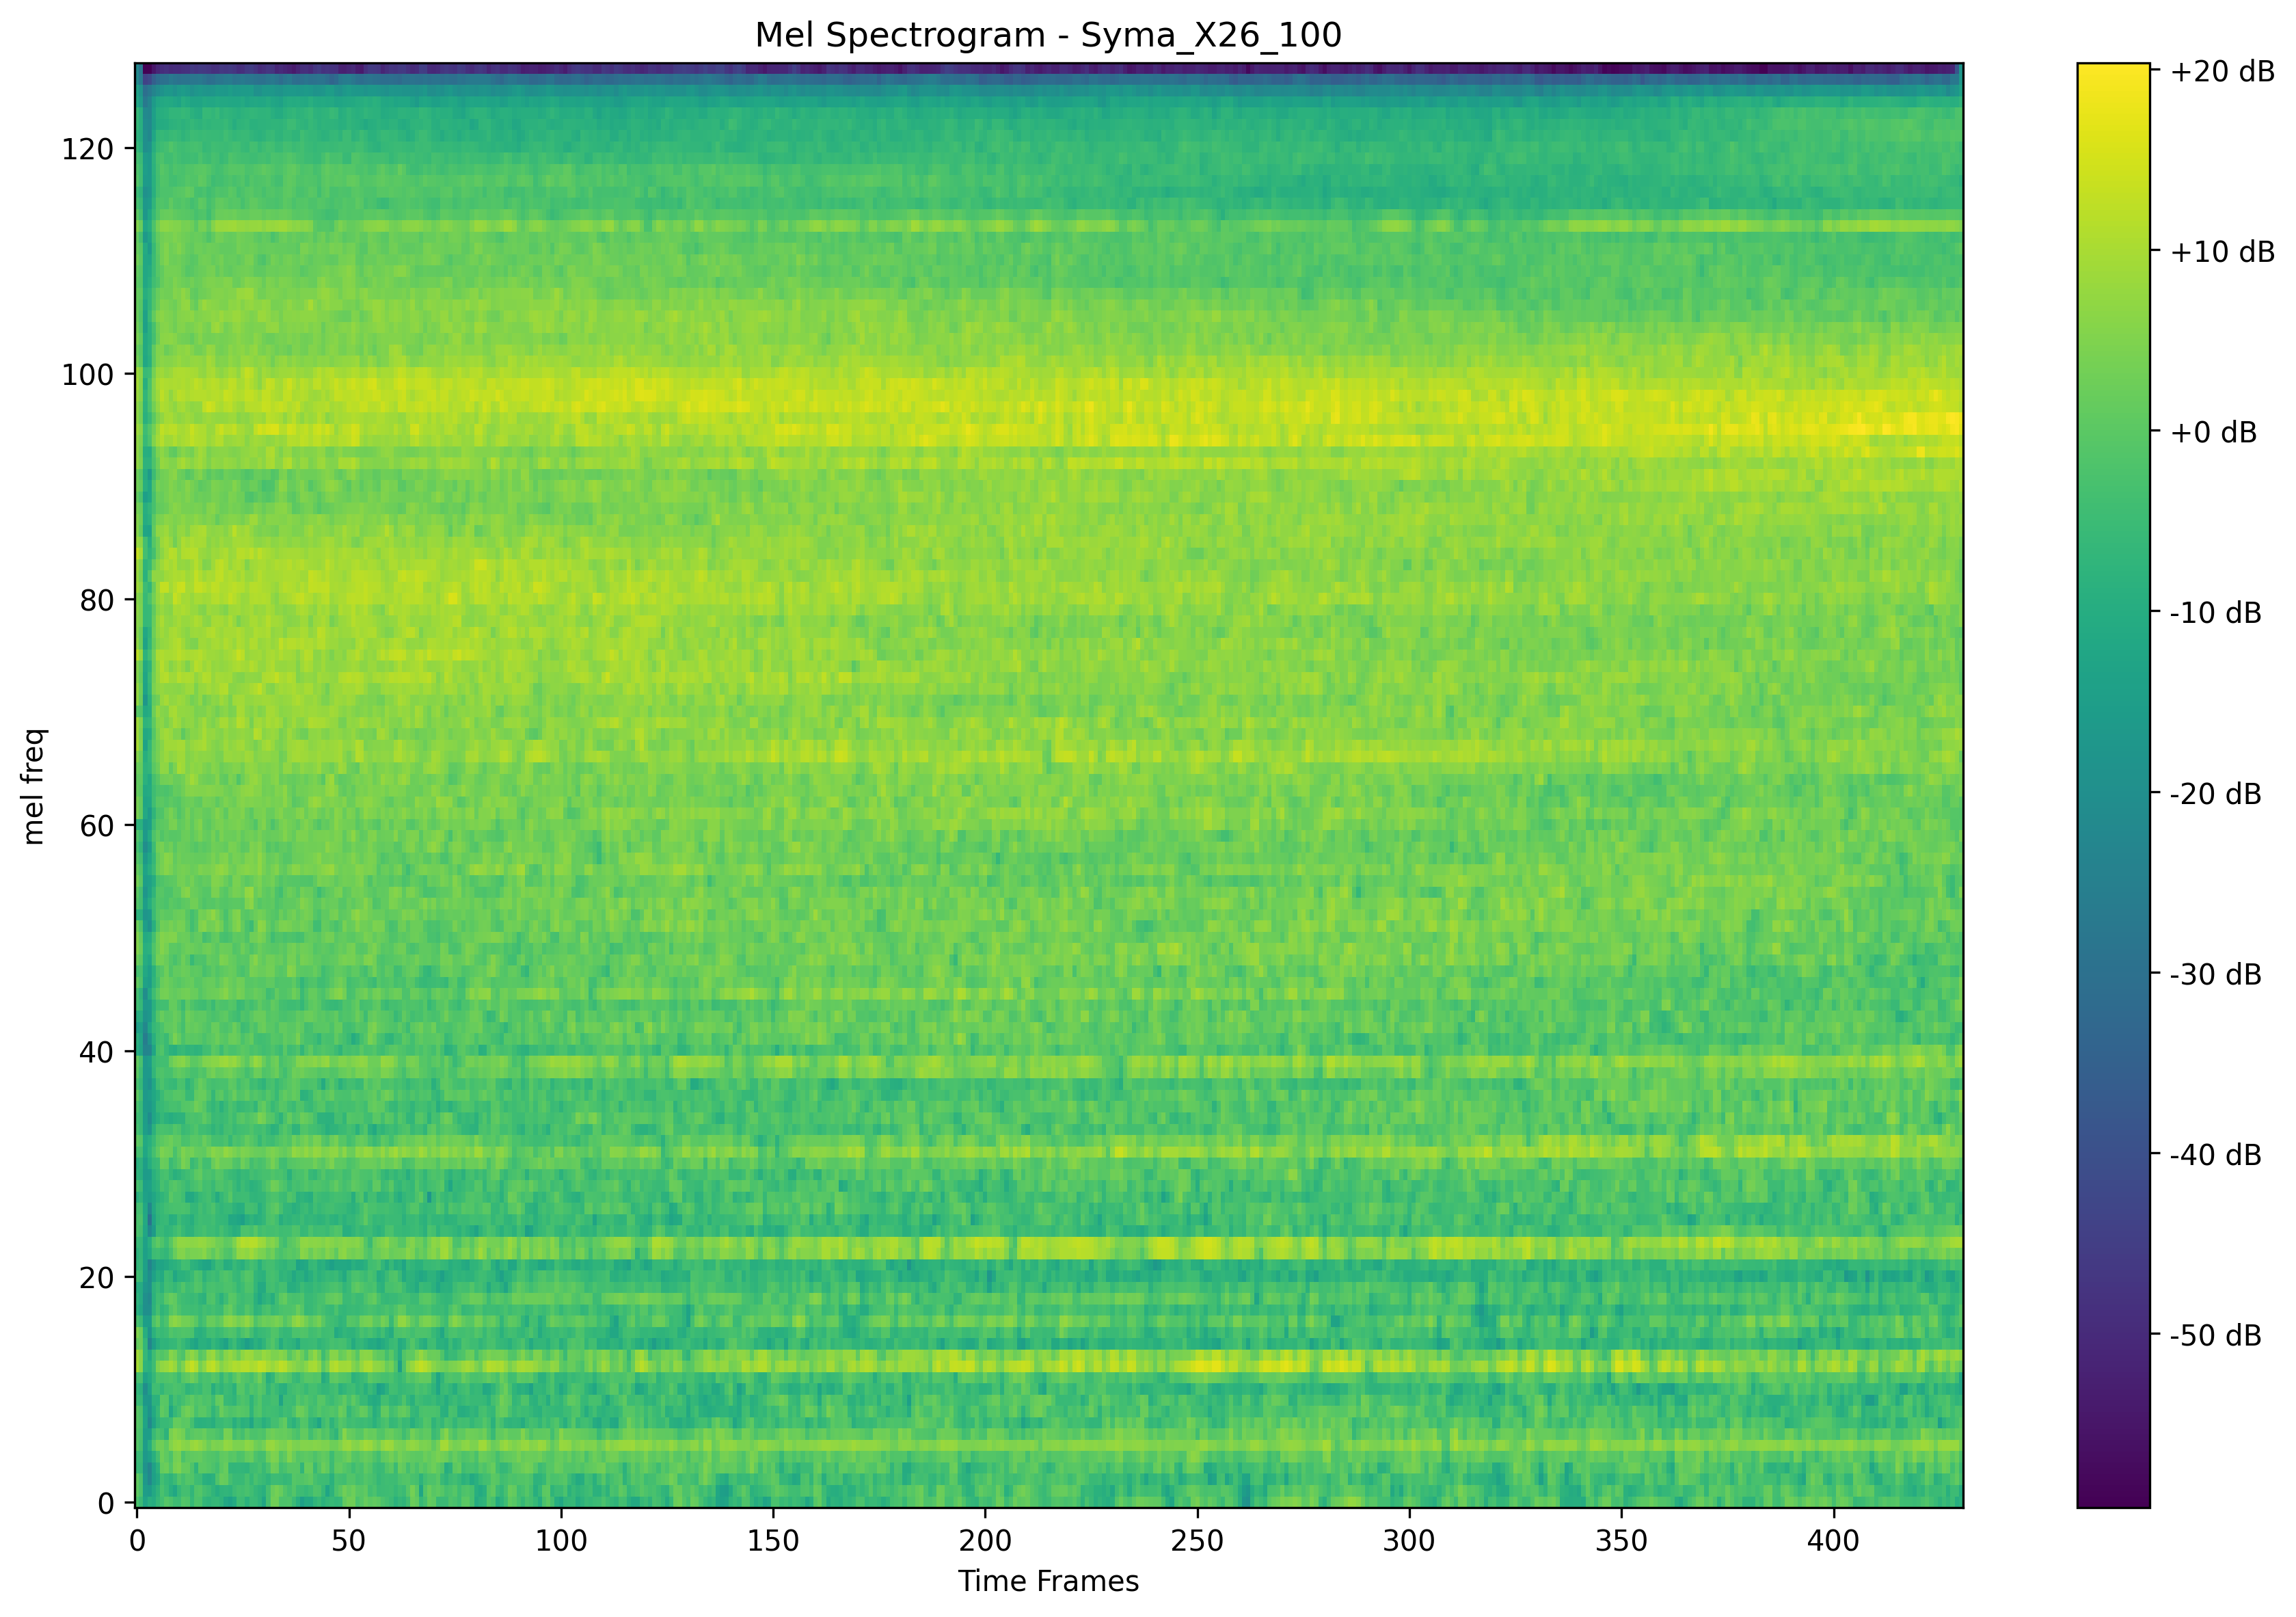 Mel Spectrogram - Syma_X26_100
mel freq
120
100
80
60
40
20
0
0 50 100 150 200 250 300 350 400
Time Frames
+20 dB
+10 dB
+0 dB
-10 dB
-20 dB
-30 dB
-40 dB
-50 dB